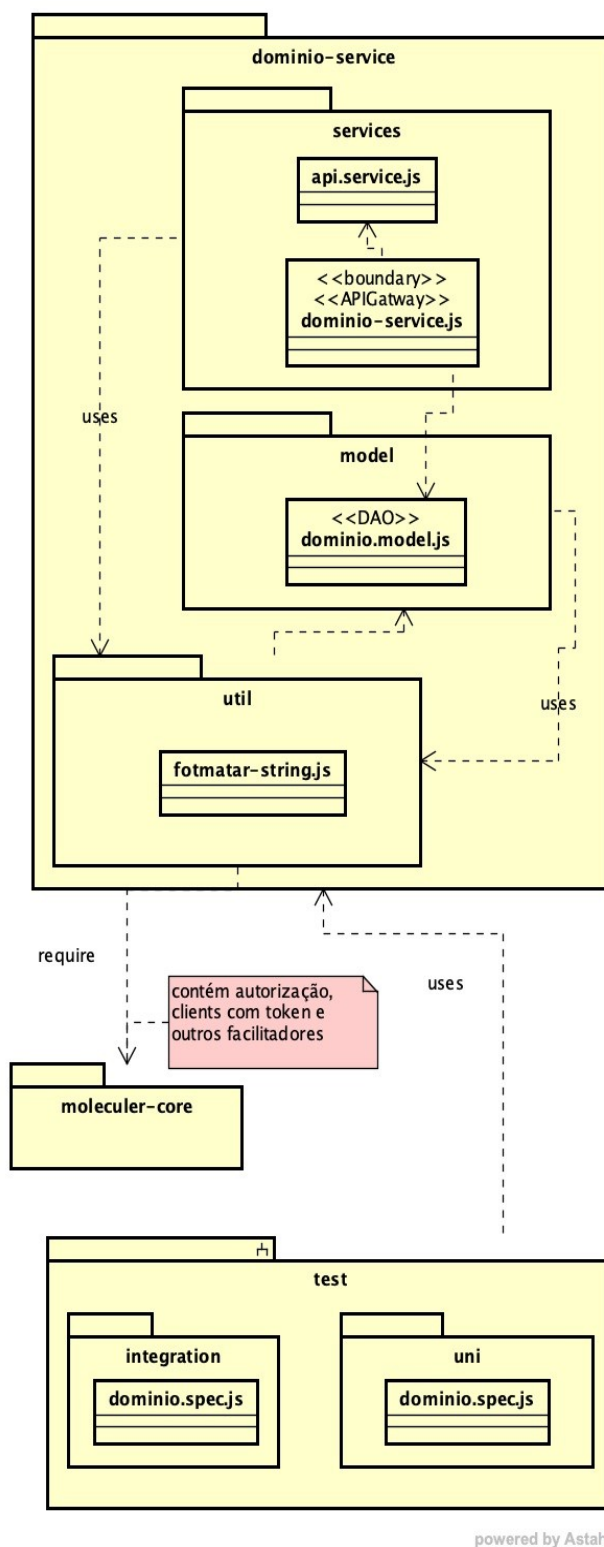 dominio-service
services
api.service.js
<<boundary>>
<<APIGatway>>
dominio-service.js
uses
model
<<DAO>>
dominio.model.js
util
uses
fotmatar-string.js
require
contém autorização,
clients com token e
outros facilitadores
uses
moleculer-core
test
integration
uni
dominio.spec.js
dominio.spec.js
powered by Astah